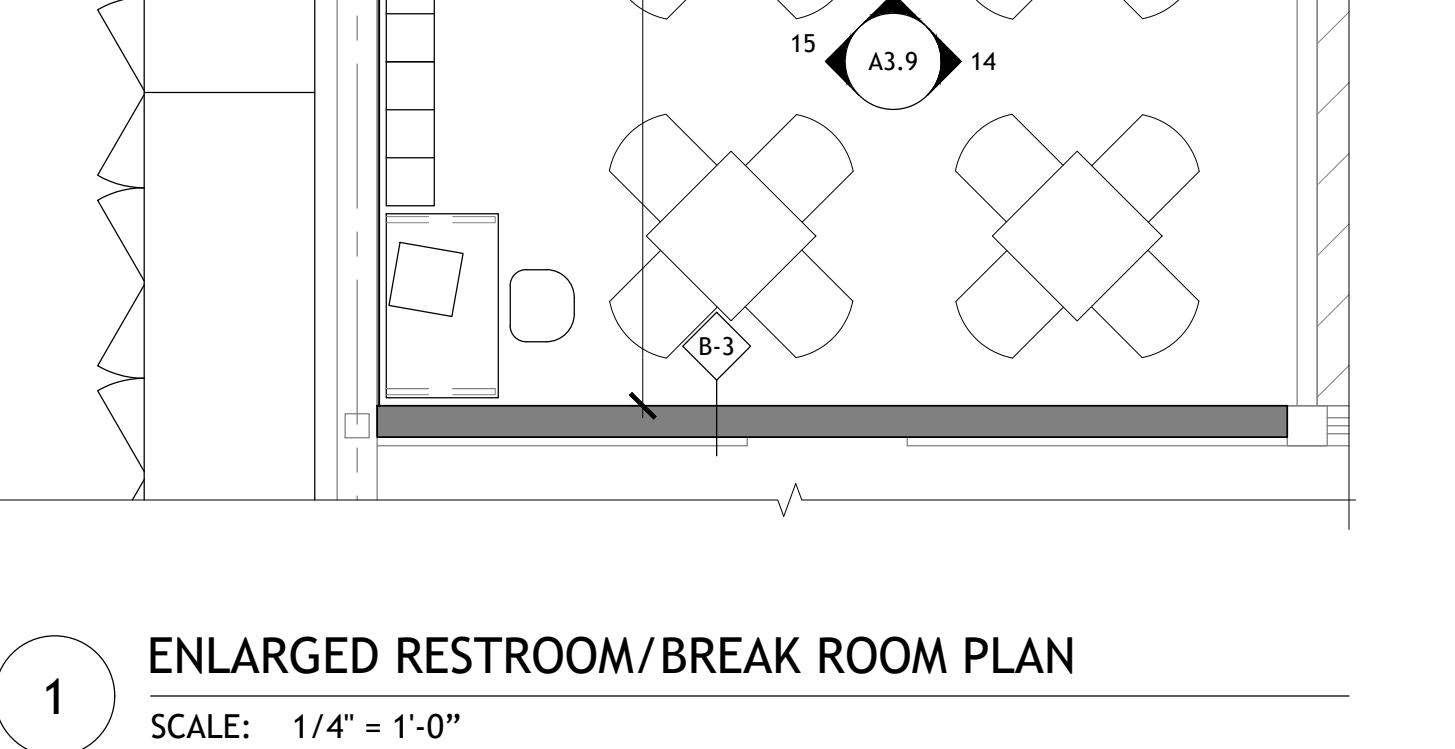 15
A3.9
14
B-3
1
ENLARGED RESTROOM/BREAK ROOM PLAN
SCALE: 1/4" = 1'-0”